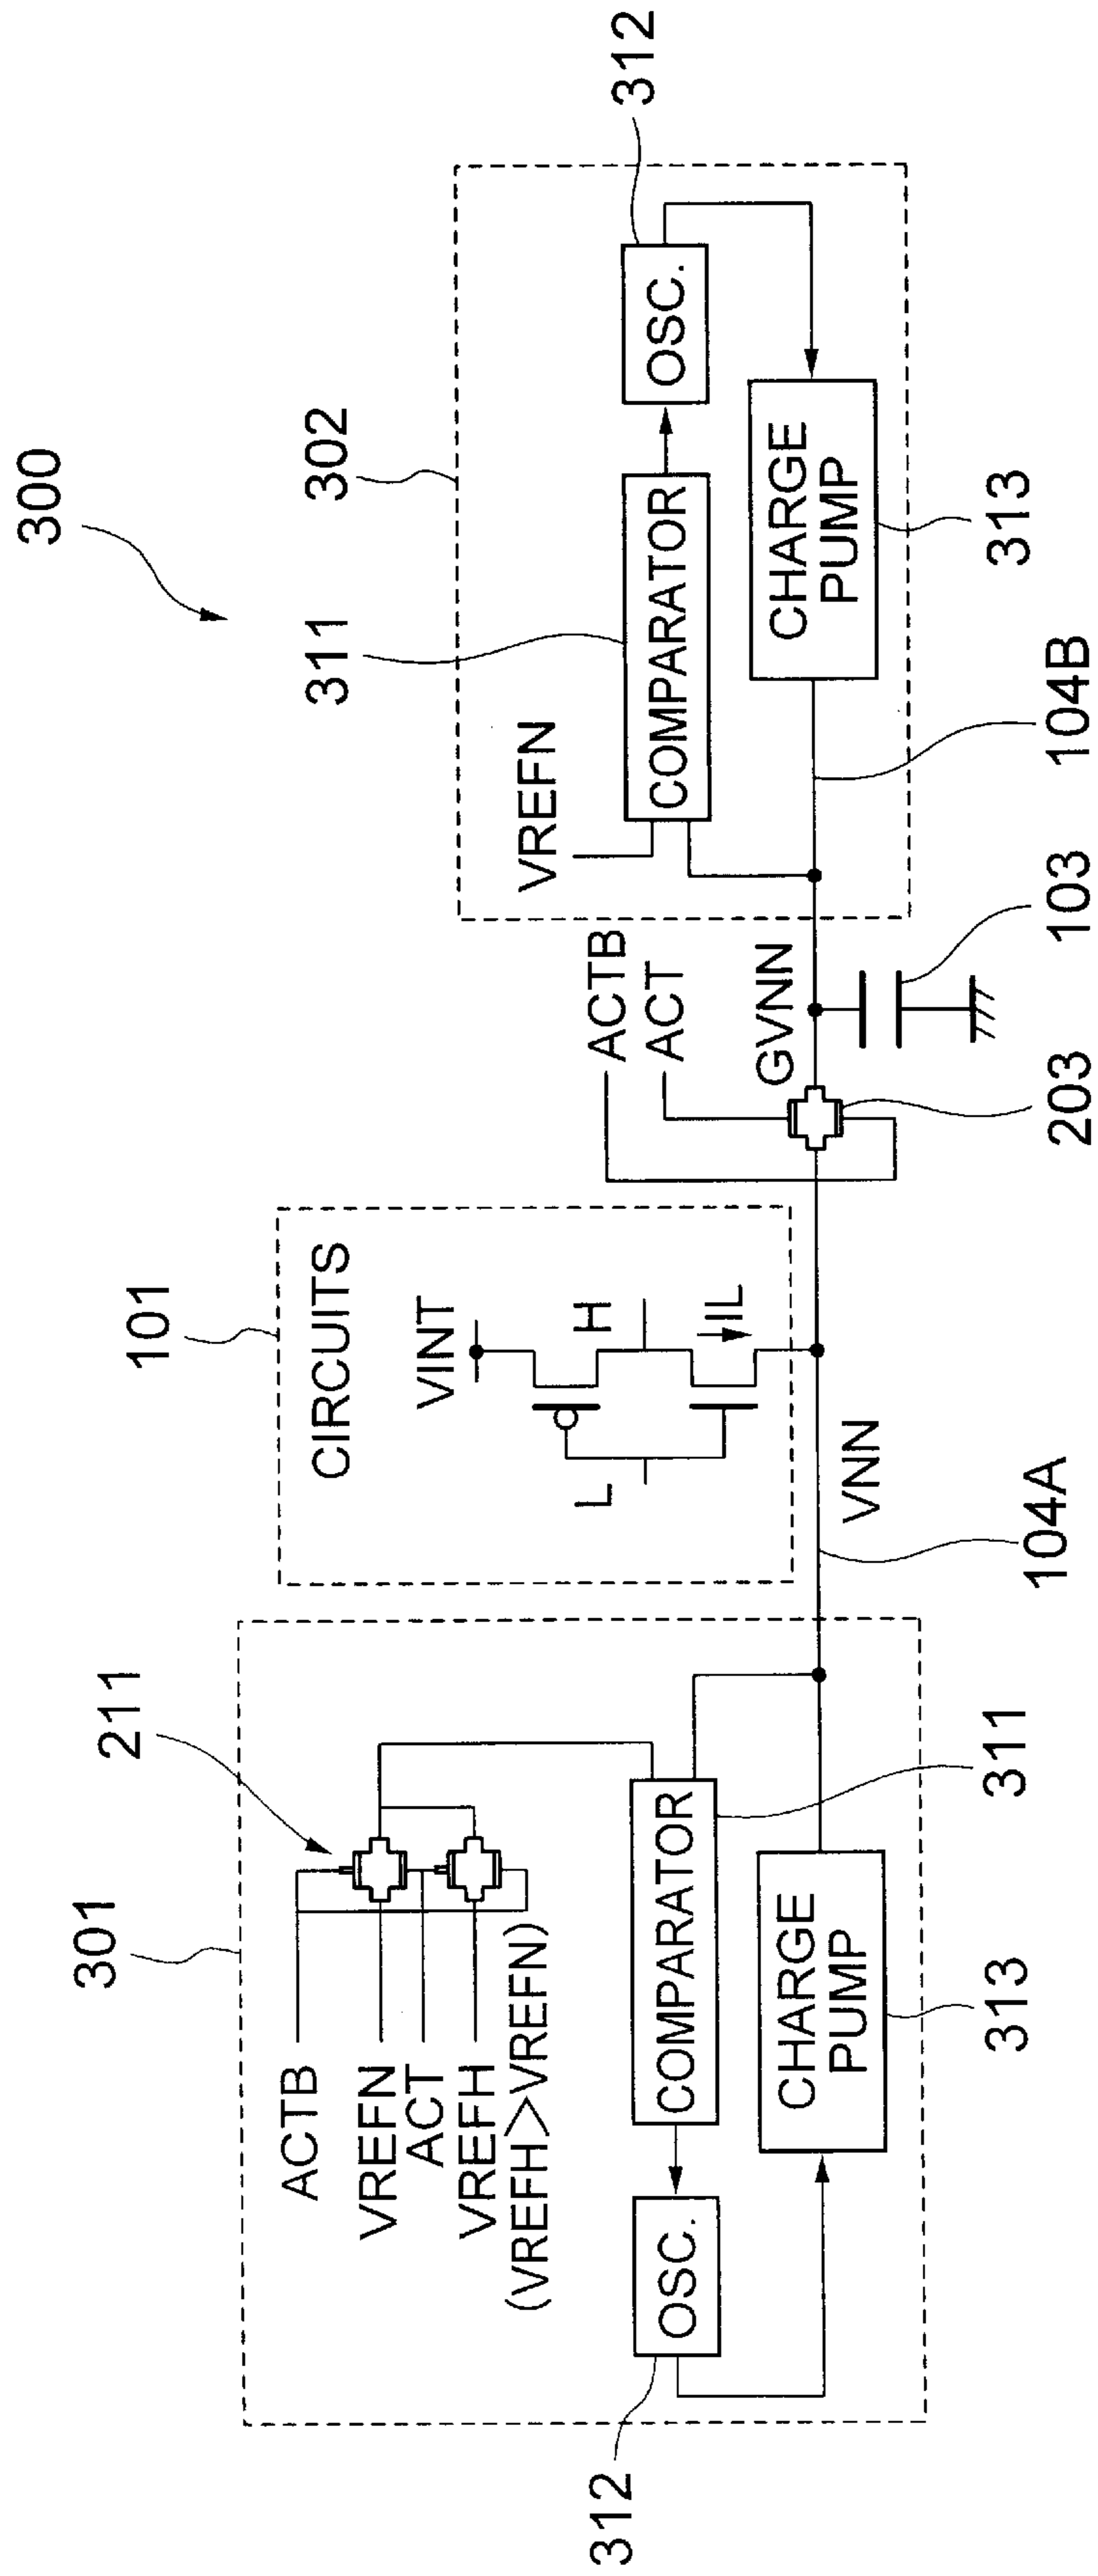 300
301
211
ACTB
VREFN
ACT
VREFH
(VREFH>VREFN)
COMPARATOR
311
OSC.
312
CHARGE
PUMP
313
101
CIRCUITS
VINT
H
L
IL
VNN
104A
ACTB
ACT
GVNN
203
103
302
311
VREFN
COMPARATOR
OSC.
312
CHARGE
PUMP
313
104B